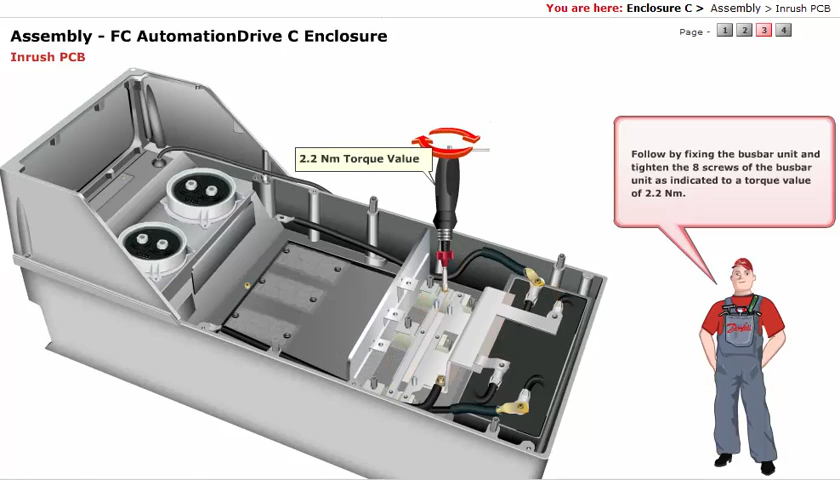 You are here: Enclosure C > Assembly > Inrush PCB
Assembly - FC AutomationDrive C Enclosure
Page - 1 2 3 4
Inrush PCB
2.2 Nm Torque Value
Follow by fixing the busbar unit and
tighten the 8 screws of the busbar
unit as indicated to a torque value
of 2.2 Nm.
Danfoss